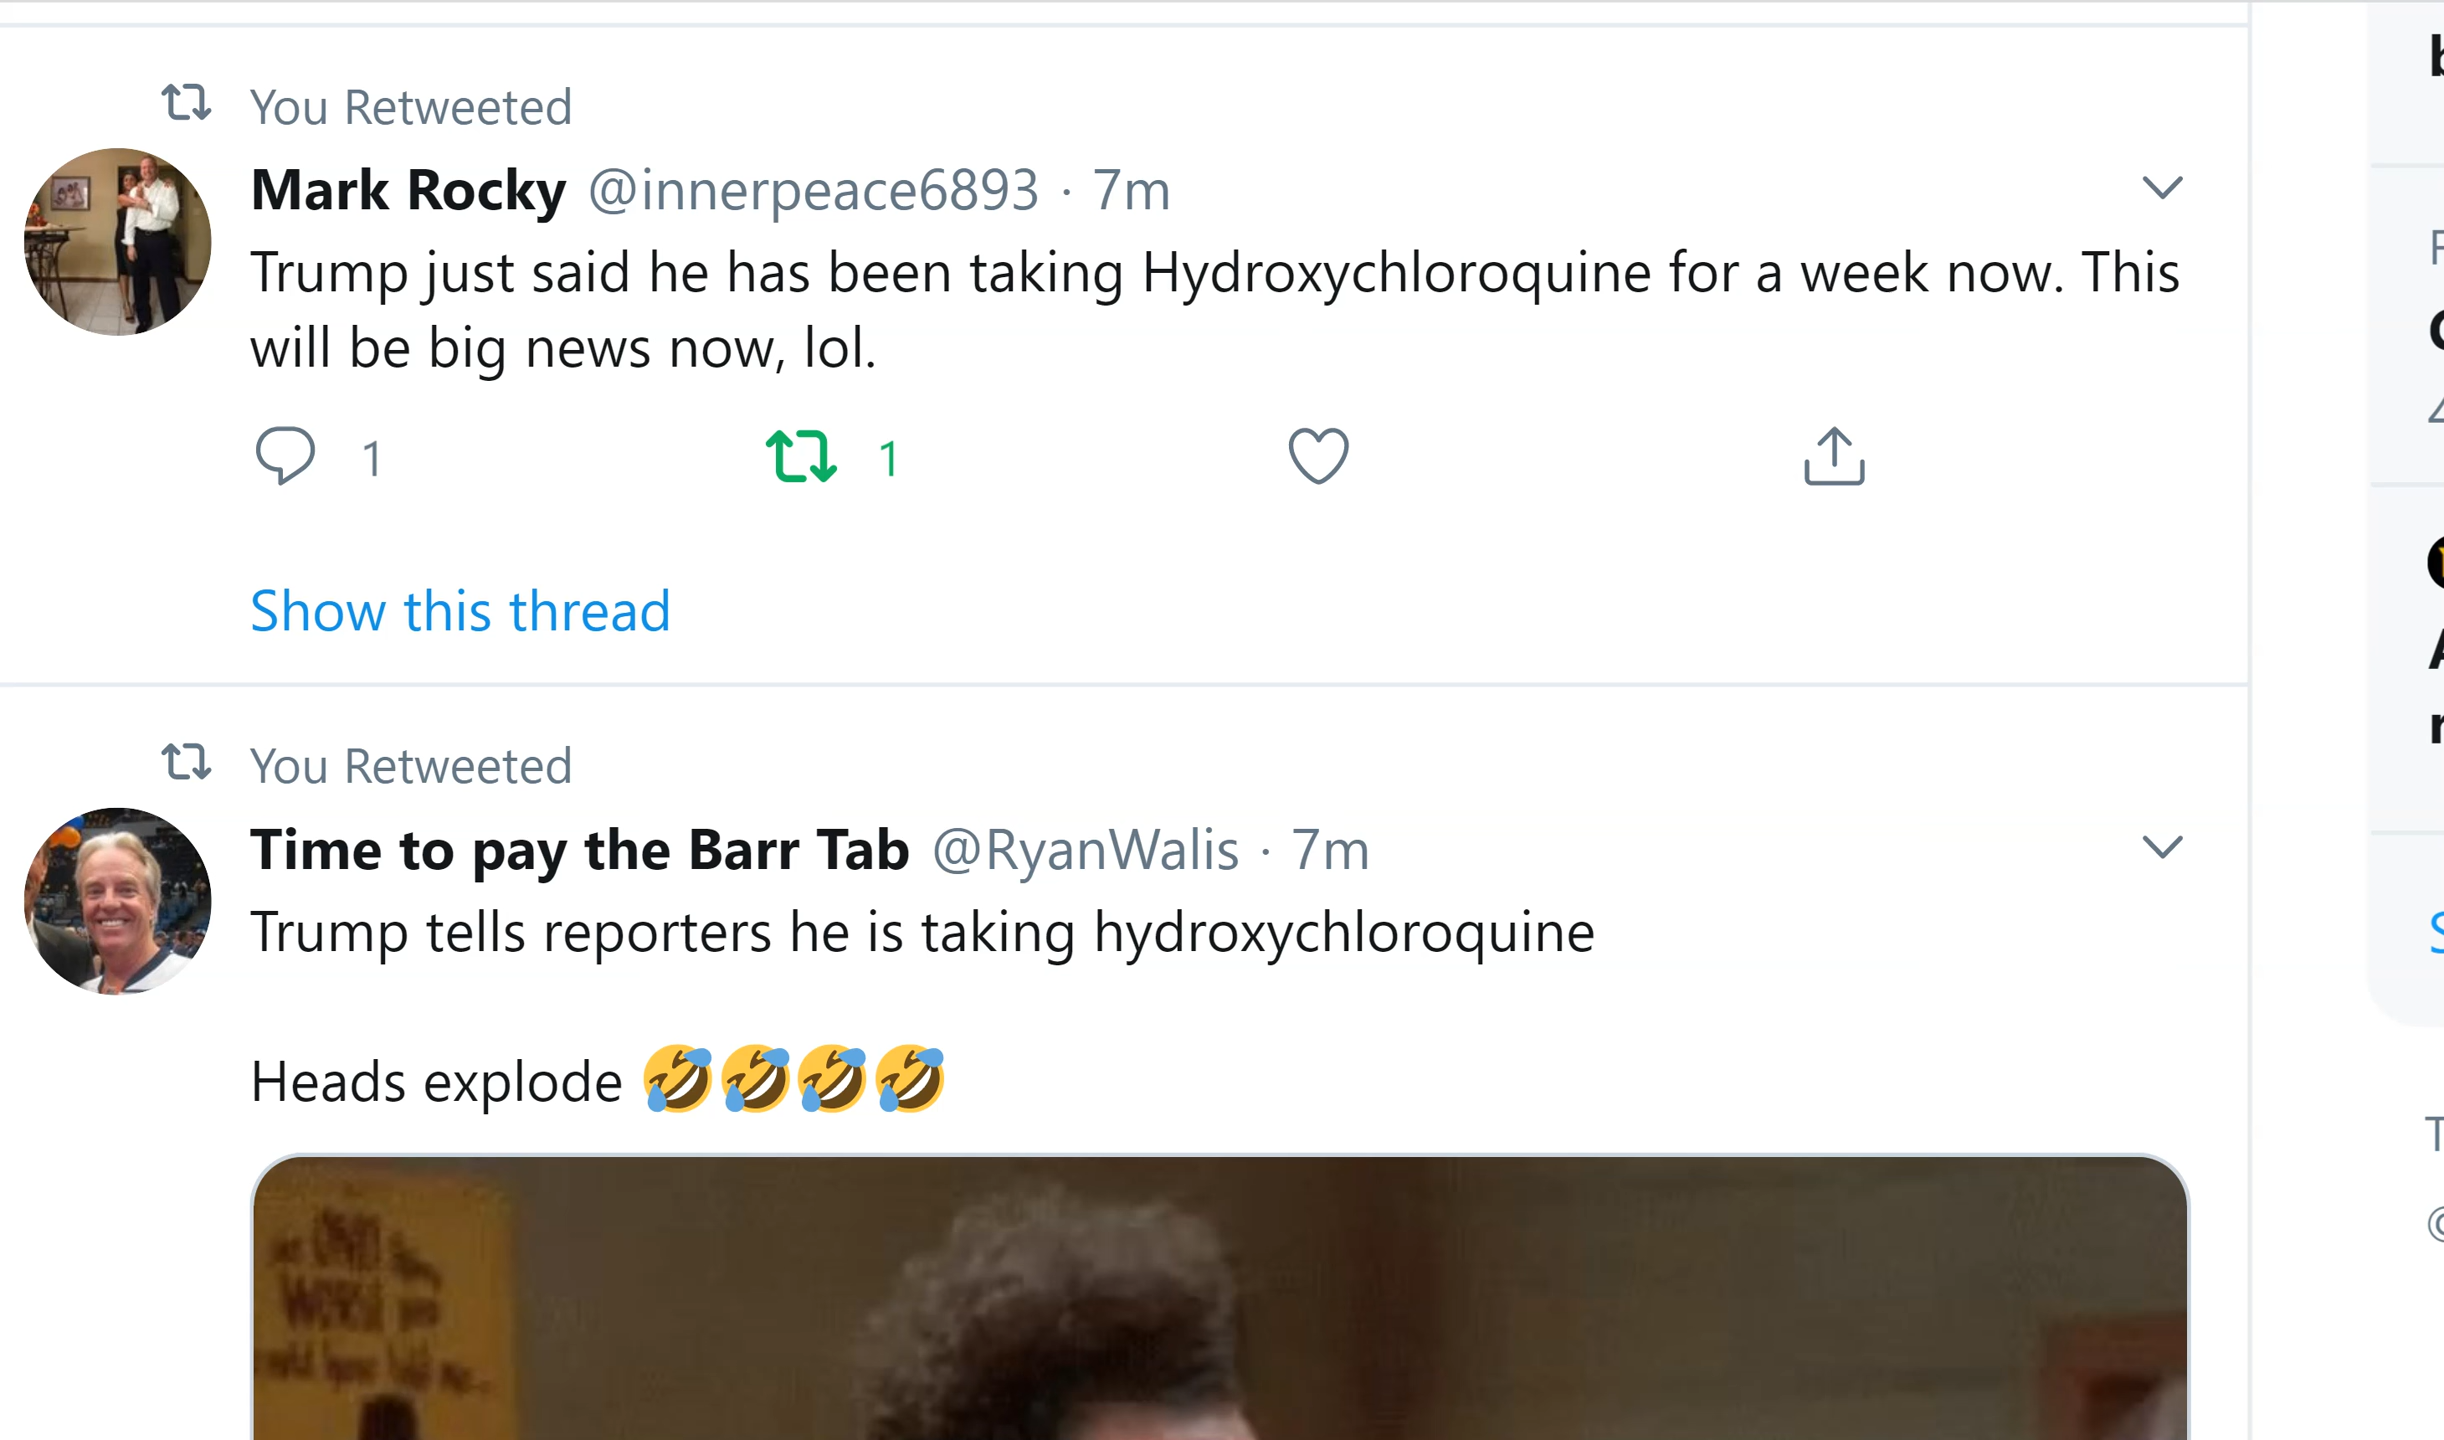 You Retweeted
Mark Rocky @innerpeace6893 · 7m
Trump just said he has been taking Hydroxychloroquine for a week now. This
will be big news now, lol.
1 1
Show this thread
You Retweeted
Time to pay the Barr Tab @RyanWalis · 7m
Trump tells reporters he is taking hydroxychloroquine
Heads explode 🤣🤣🤣🤣